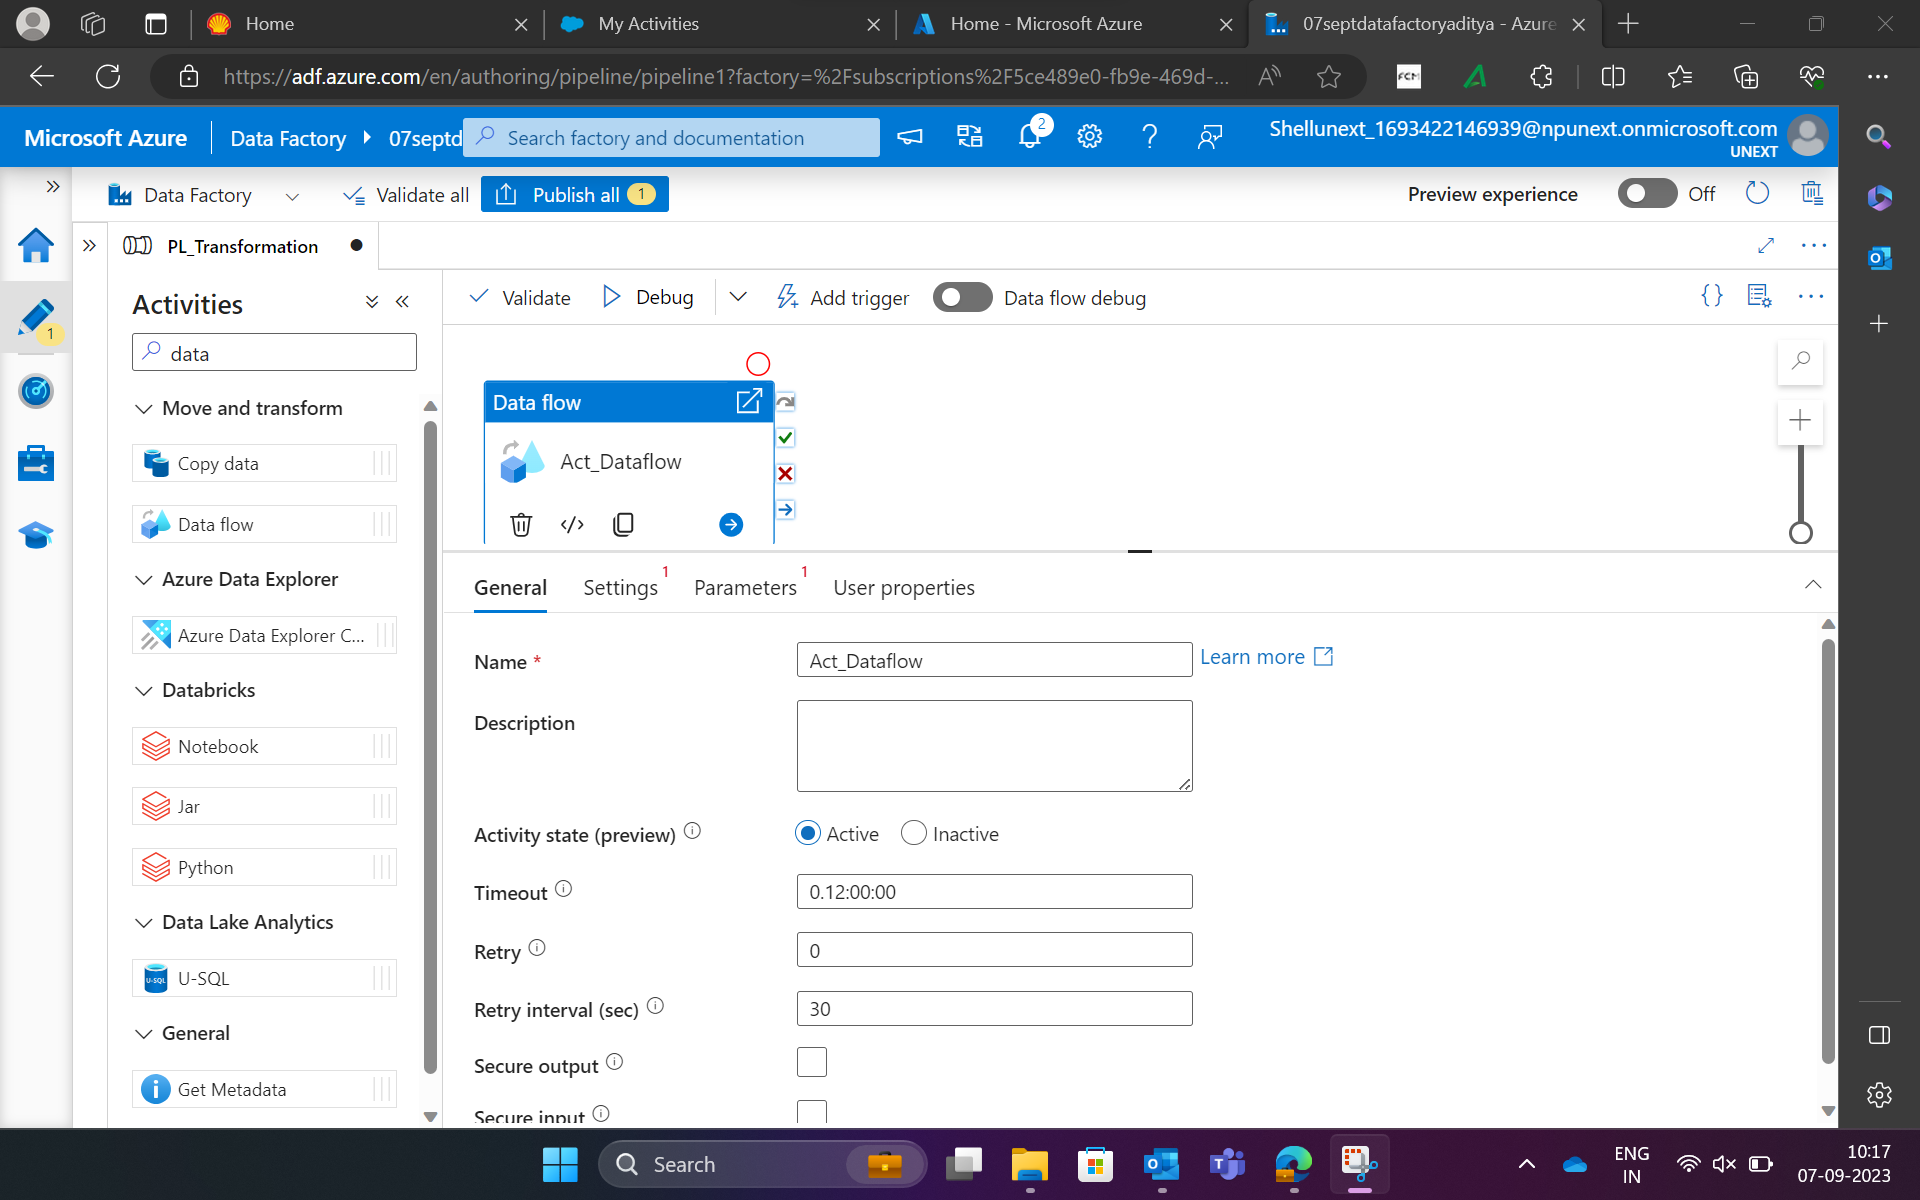 Home
My Activities
Home - Microsoft Azure
07septdatafactoryaditya - Azure
https://adf.azure.com/en/authoring/pipeline/pipeline1?factory=%2Fsubscriptions%2F5ce489e0-fb9e-469d-...
FCM
Microsoft Azure
Data Factory
07septd
Search factory and documentation
2
Shellunext_1693422146939@npunext.onmicrosoft.com
UNEXT
Data Factory
Validate all
Publish all 1
Preview experience
Off
PL_Transformation
1
Activities
data
Move and transform
Copy data
Data flow
Azure Data Explorer
Azure Data Explorer C...
Databricks
Notebook
Jar
Python
Data Lake Analytics
U-SQL
U-SQL
General
Get Metadata
Validate
Debug
Add trigger
Data flow debug
Data flow
Act_Dataflow
General
Settings 1
Parameters 1
User properties
Name *
Act_Dataflow
Learn more
Description
Activity state (preview)
Active
Inactive
Timeout
0.12:00:00
Retry
0
Retry interval (sec)
30
Secure output
Secure input
Search
ENG
IN
10:17
07-09-2023